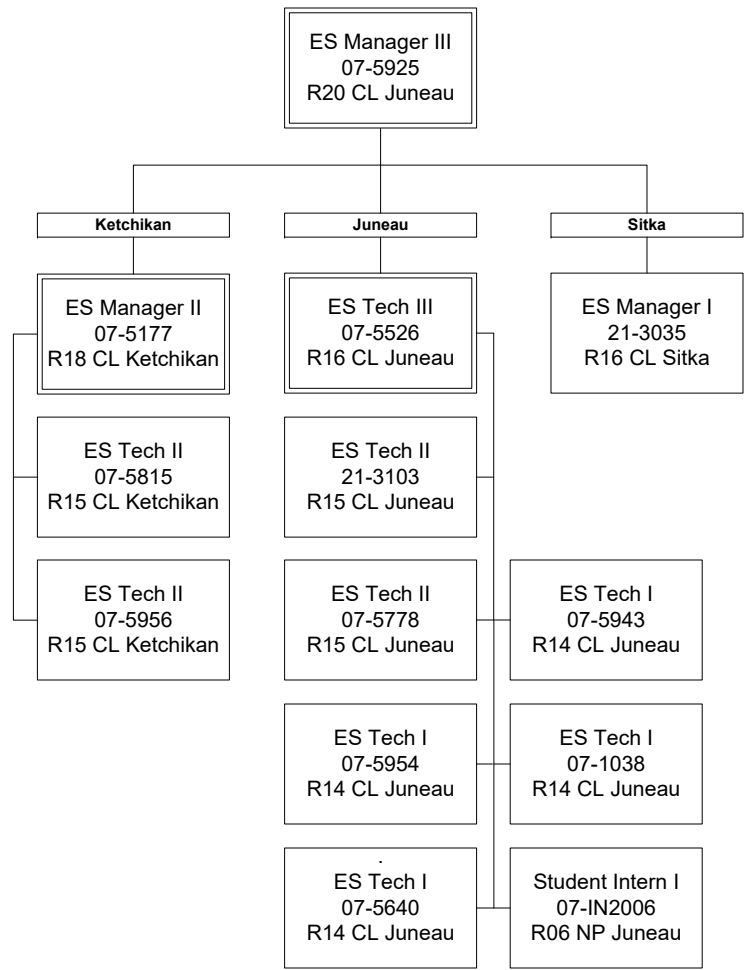 ES Manager III
07-5925
R20 CL Juneau
Ketchikan
Juneau
Sitka
ES Manager II
07-5177
R18 CL Ketchikan
ES Tech III
07-5526
R16 CL Juneau
ES Manager I
21-3035
R16 CL Sitka
ES Tech II
07-5815
R15 CL Ketchikan
ES Tech II
21-3103
R15 CL Juneau
ES Tech II
07-5956
R15 CL Ketchikan
ES Tech II
07-5778
R15 CL Juneau
ES Tech I
07-5943
R14 CL Juneau
ES Tech I
07-5954
R14 CL Juneau
ES Tech I
07-1038
R14 CL Juneau
.
ES Tech I
07-5640
R14 CL Juneau
Student Intern I
07-IN2006
R06 NP Juneau